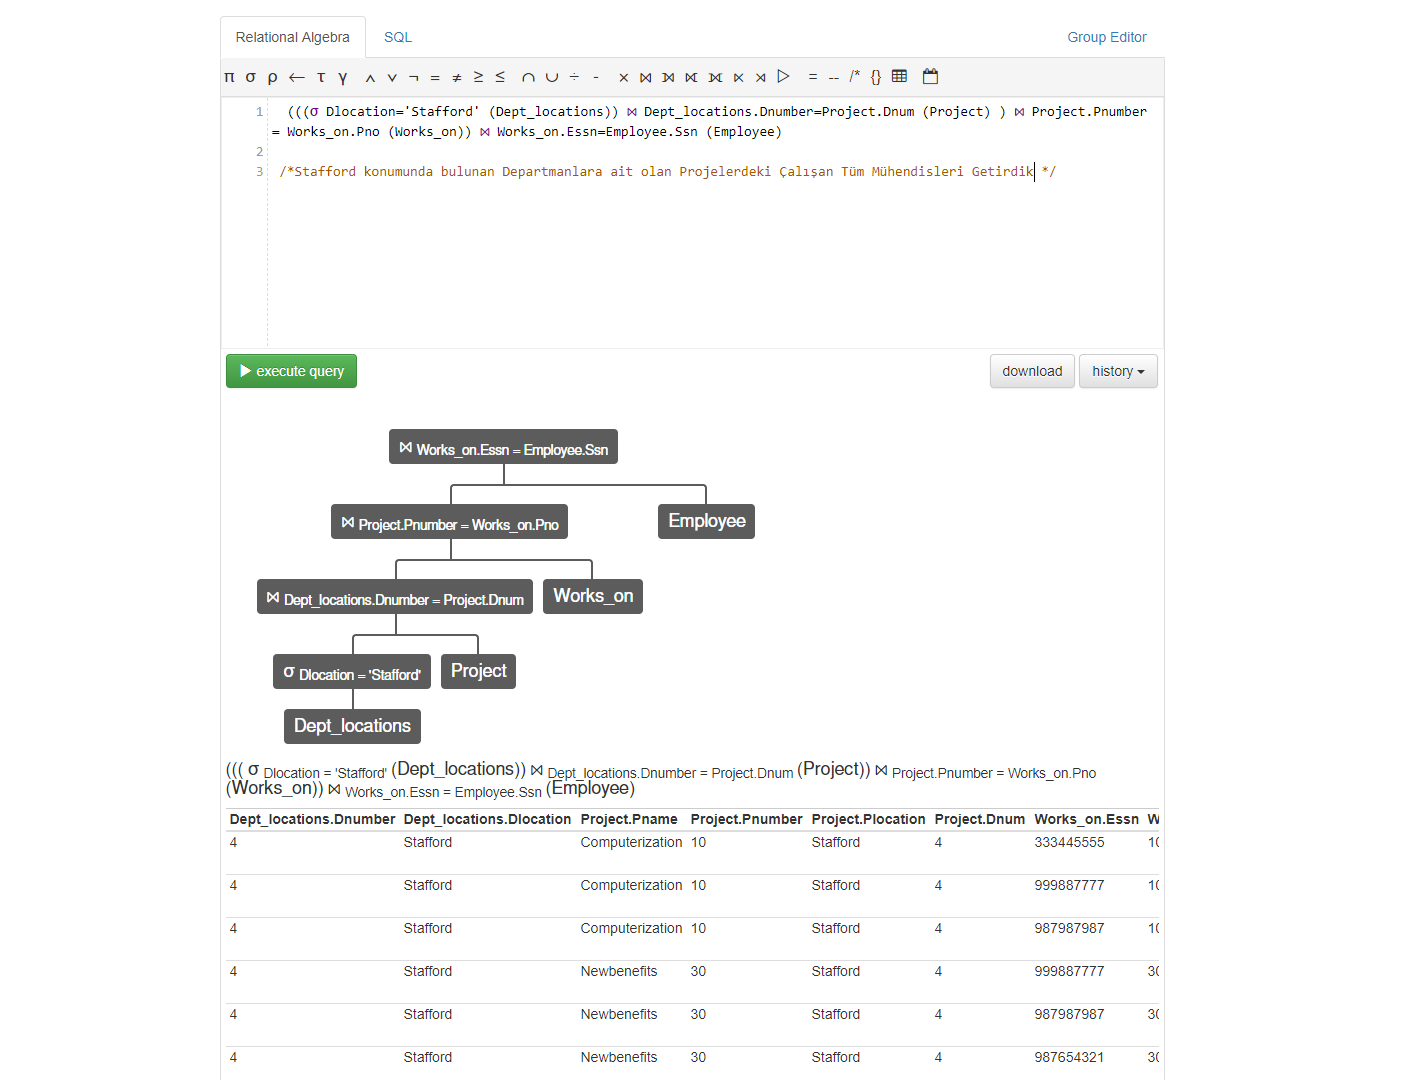 Relational Algebra SQL Group Editor
π σ ρ ← τ γ ∧ ∨ ¬ = ≠ ≥ ≤ ∩ ∪ ÷ - × ⋈ ⟕ ⟖ ⟗ ⋉ ⋊ ▷ = -- /* {}
1 (((σ Dlocation='Stafford' (Dept_locations)) ⋈ Dept_locations.Dnumber=Project.Dnum (Project) ) ⋈ Project.Pnumber
= Works_on.Pno (Works_on)) ⋈ Works_on.Essn=Employee.Ssn (Employee)
2
3 /*Stafford konumunda bulunan Departmanlara ait olan Projelerdeki Çalışan Tüm Mühendisleri Getirdik */
execute query download history
⋈ Works_on.Essn = Employee.Ssn
⋈ Project.Pnumber = Works_on.Pno Employee
⋈ Dept_locations.Dnumber = Project.Dnum Works_on
σ Dlocation = 'Stafford' Project
Dept_locations
((( σ Dlocation = 'Stafford' (Dept_locations)) ⋈ Dept_locations.Dnumber = Project.Dnum (Project)) ⋈ Project.Pnumber = Works_on.Pno
(Works_on)) ⋈ Works_on.Essn = Employee.Ssn (Employee)
Dept_locations.Dnumber Dept_locations.Dlocation Project.Pname Project.Pnumber Project.Plocation Project.Dnum Works_on.Essn W
4 Stafford Computerization 10 Stafford 4 333445555 10
4 Stafford Computerization 10 Stafford 4 999887777 10
4 Stafford Computerization 10 Stafford 4 987987987 10
4 Stafford Newbenefits 30 Stafford 4 999887777 30
4 Stafford Newbenefits 30 Stafford 4 987987987 30
4 Stafford Newbenefits 30 Stafford 4 987654321 30